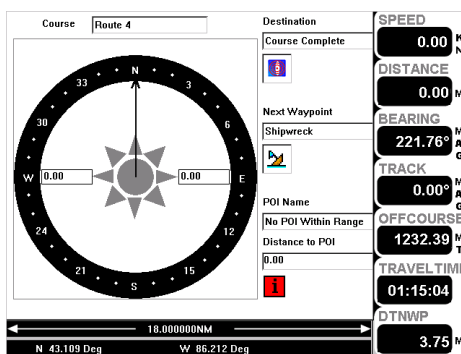 Course Route 4
N
3
6
E
12
15
S
21
24
W
30
33
0.00
0.00
Destination
Course Complete
Next Waypoint
Shipwreck
POI Name
No POI Within Range
Distance to POI
0.00
i
18.000000NM
N 43.109 Deg W 86.212 Deg
SPEED
0.00 K
N
DISTANCE
0.00 M
BEARING
221.76° M
A
G
TRACK
0.00° M
A
G
OFFCOURSE
1232.39 M
T
TRAVELTIME
01:15:04
DTNWP
3.75 M